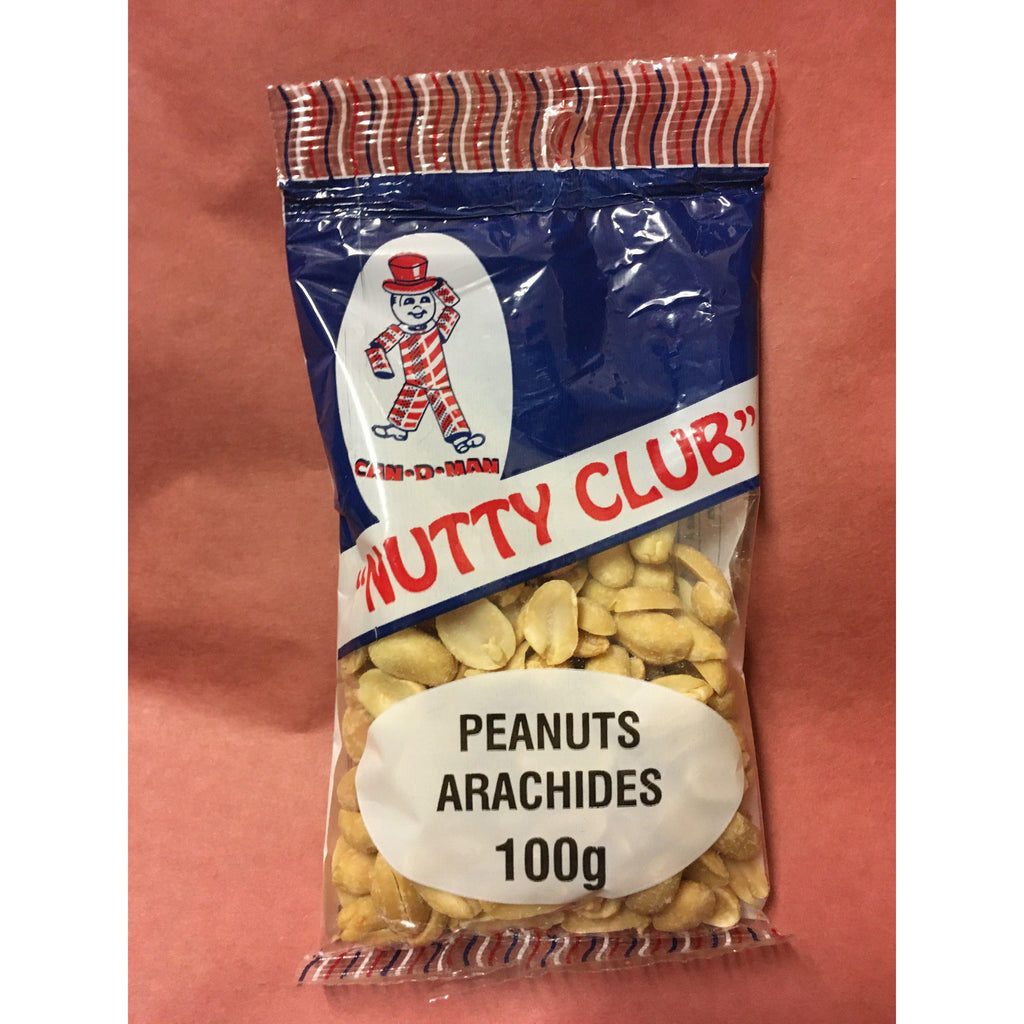 CAN•D•MAN
"NUTTY CLUB"
PEANUTS
ARACHIDES
100g